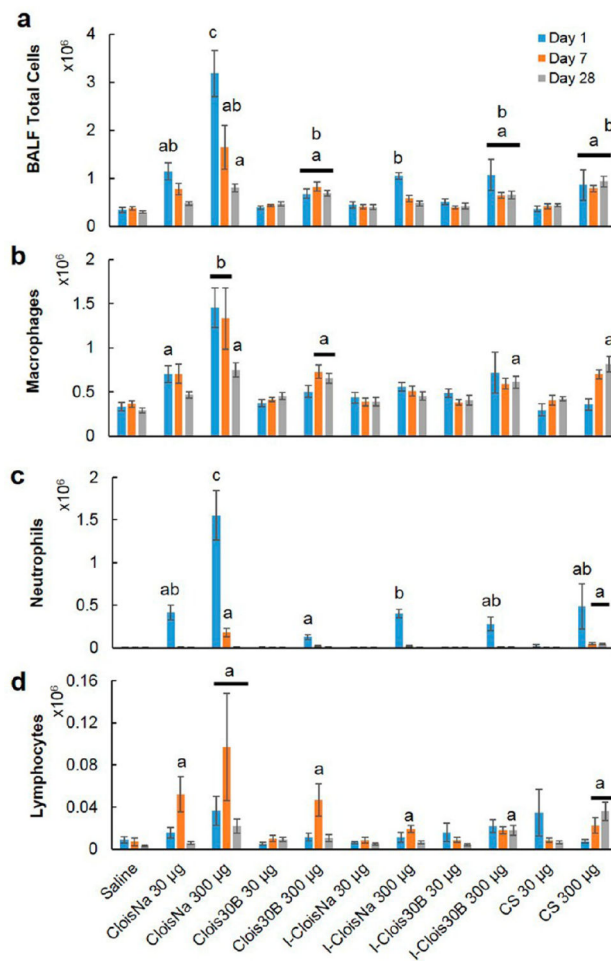 a
x10⁶
BALF Total Cells
4
3
2
1
0
ab
c
ab
a
b
a
b
b
a
b
a
Day 1
Day 7
Day 28
b
x10⁶
Macrophages
2
1.5
1
0.5
0
a
b
a
a
a
a
c
x10⁶
Neutrophils
2
1.5
1
0.5
0
ab
c
a
a
b
ab
ab
a
d
x10⁶
Lymphocytes
0.16
0.12
0.08
0.04
0
a
a
a
a
a
a
Saline
CloisNa 30 µg
CloisNa 300 µg
Clois30B 30 µg
Clois30B 300 µg
I-CloisNa 30 µg
I-CloisNa 300 µg
I-Clois30B 30 µg
I-Clois30B 300 µg
CS 30 µg
CS 300 µg